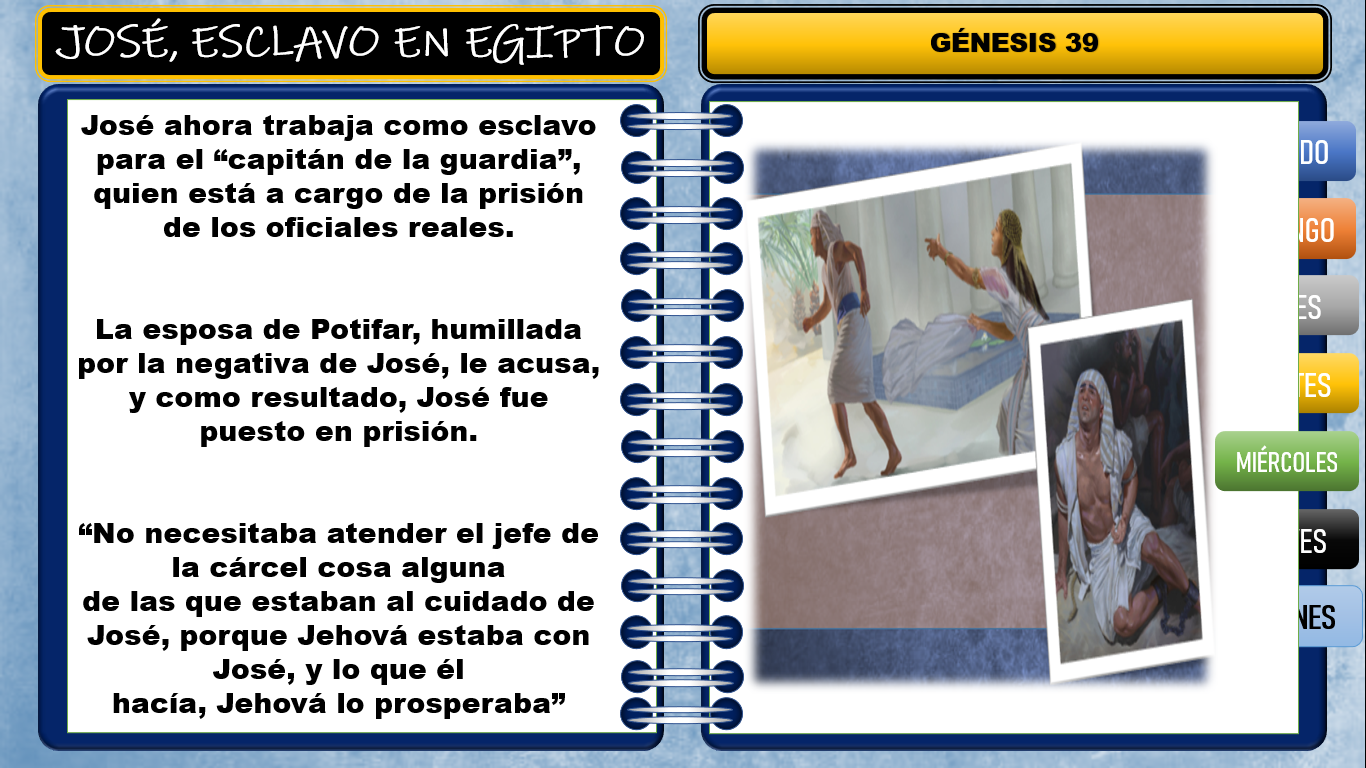 JOSÉ, ESCLAVO EN EGIPTO
GÉNESIS 39
José ahora trabaja como esclavo
para el “capitán de la guardia”,
quien está a cargo de la prisión
de los oficiales reales.
La esposa de Potifar, humillada
por la negativa de José, le acusa,
y como resultado, José fue
puesto en prisión.
“No necesitaba atender el jefe de
la cárcel cosa alguna
de las que estaban al cuidado de
José, porque Jehová estaba con
José, y lo que él
hacía, Jehová lo prosperaba”
DO
NGO
ES
TES
MIÉRCOLES
ES
NES